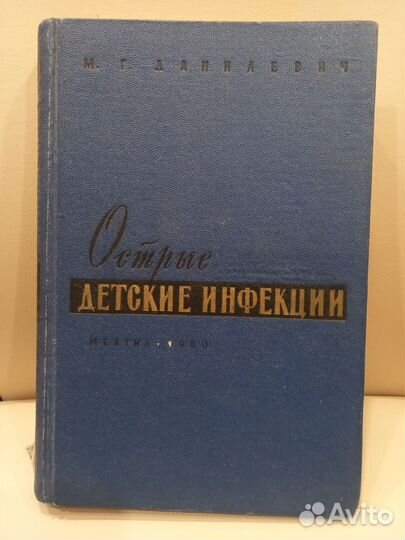 М. Г. ДАНИЛЕВИЧ
Острые
ДЕТСКИЕ ИНФЕКЦИИ
МЕДГИЗ 1960
Avito